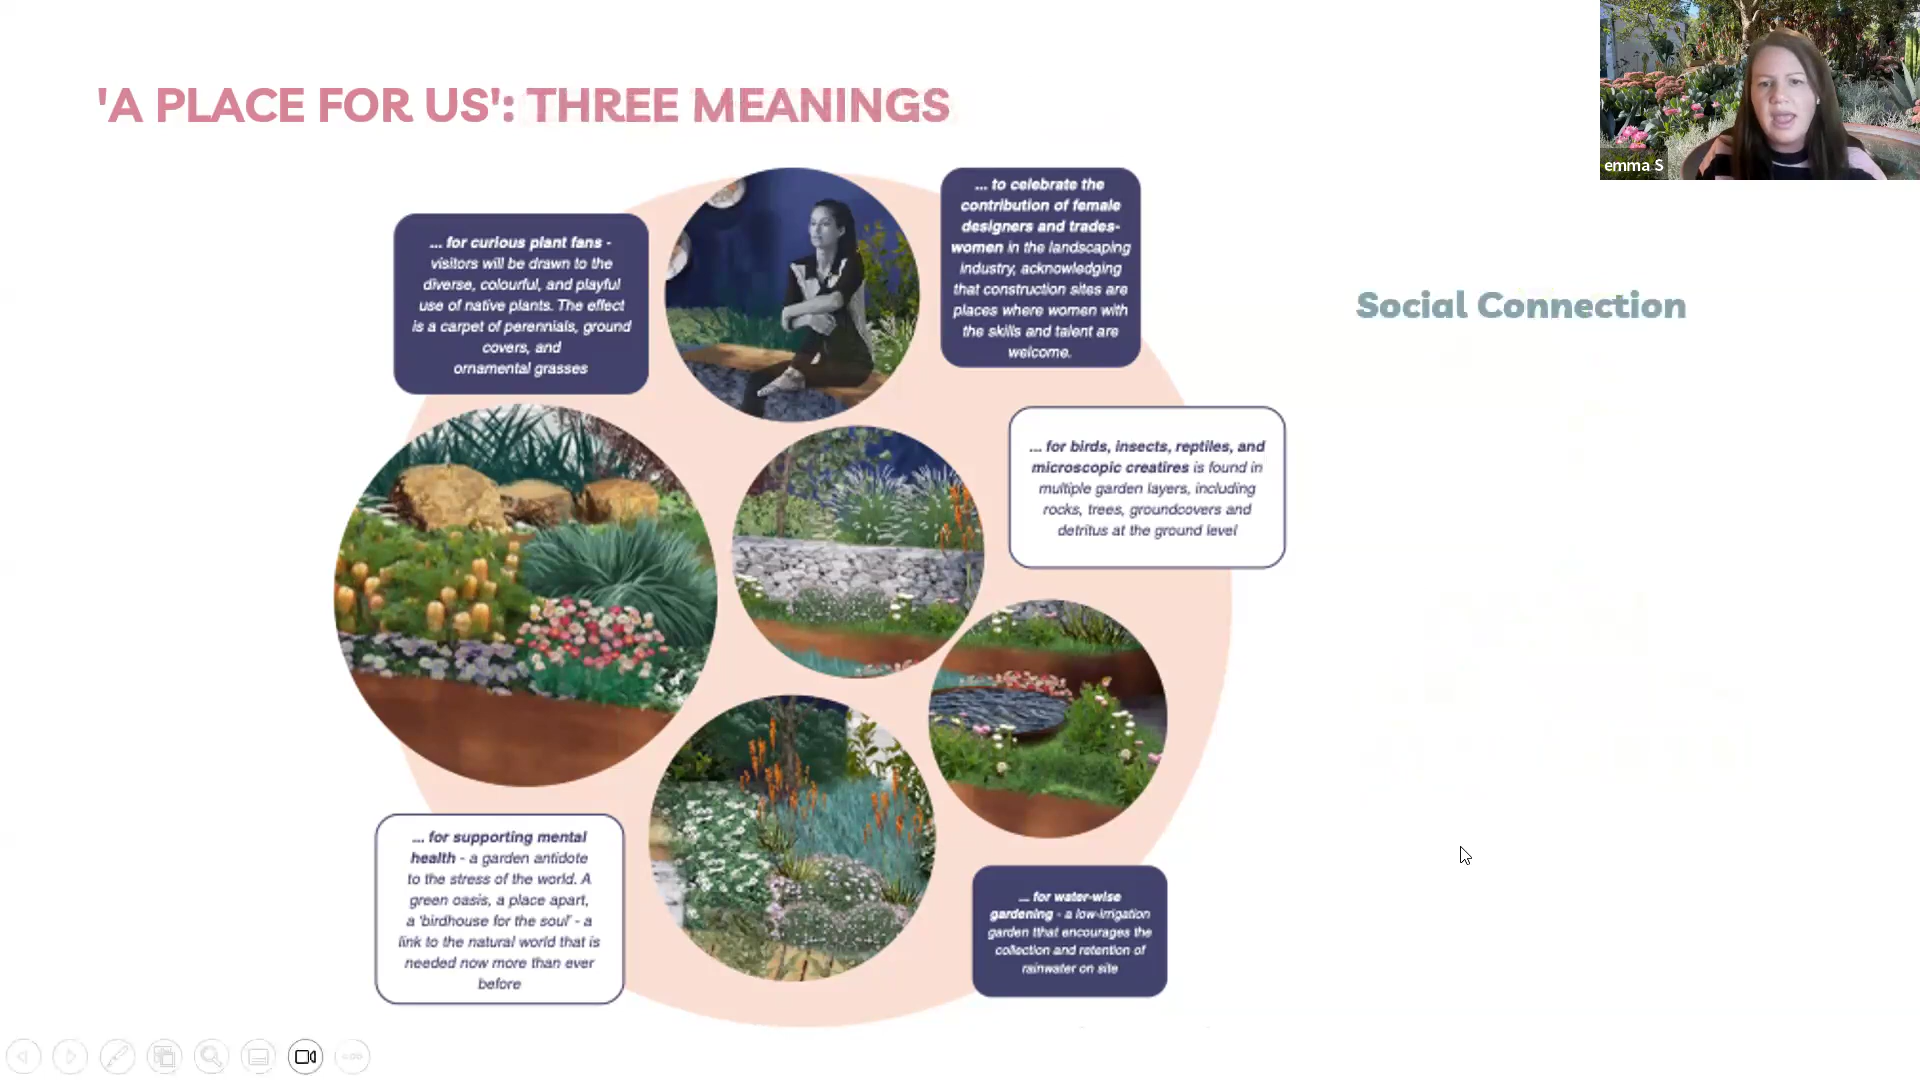 'A PLACE FOR US': THREE MEANINGS
emma S
... for curious plant fans -
visitors will be drawn to the
diverse, colourful, and playful
use of native plants. The effect
is a carpet of perennials, ground
covers, and
ornamental grasses
... to celebrate the
contribution of female
designers and trades-
women in the landscaping
industry, acknowledging
that construction sites are
places where women with
the skills and talent are
welcome.
Social Connection
... for birds, insects, reptiles, and
microscopic creatires is found in
multiple garden layers, including
rocks, trees, groundcovers and
detritus at the ground level
... for supporting mental
health - a garden antidote
to the stress of the world. A
green oasis, a place apart,
a 'birdhouse for the soul' - a
link to the natural world that is
needed now more than ever
before
... for water-wise
gardening - a low-irrigation
garden tthat encourages the
collection and retention of
rainwater on site